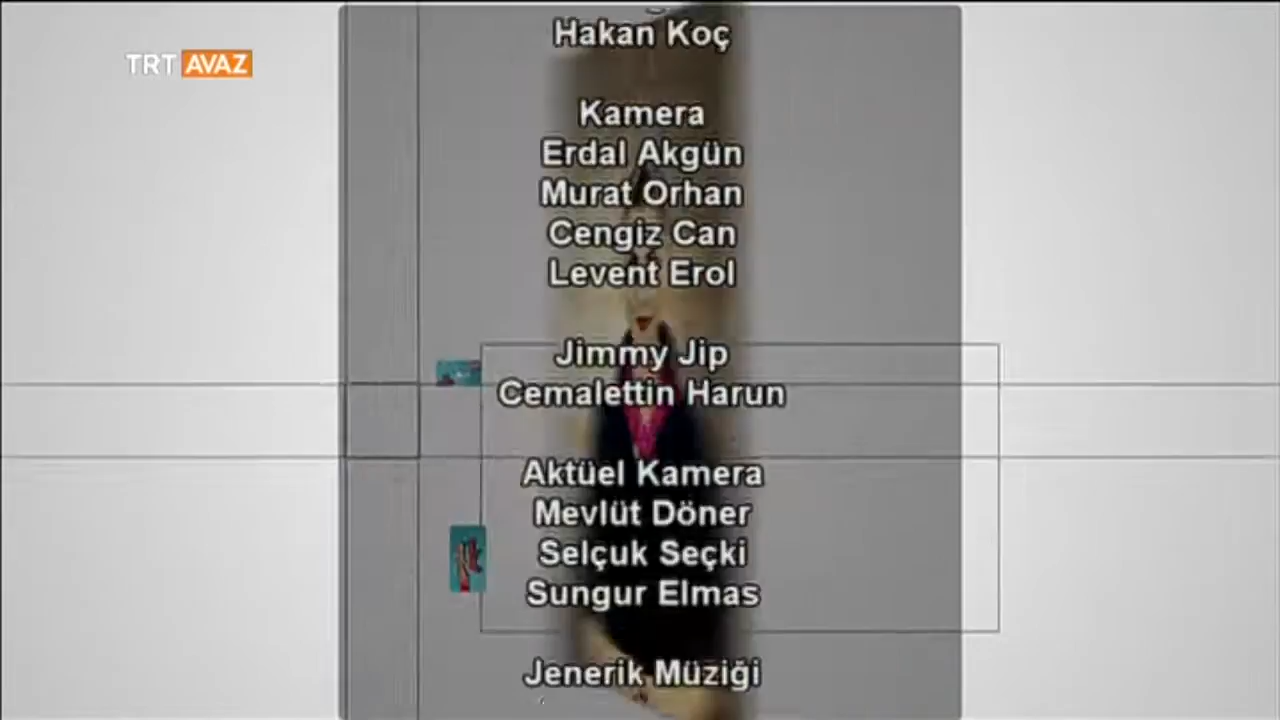 TRT AVAZ
Hakan Koç
Kamera
Erdal Akgün
Murat Orhan
Cengiz Can
Levent Erol
Jimmy Jip
Cemalettin Harun
Aktüel Kamera
Mevlüt Döner
Selçuk Seçki
Sungur Elmas
Jenerik Müziği